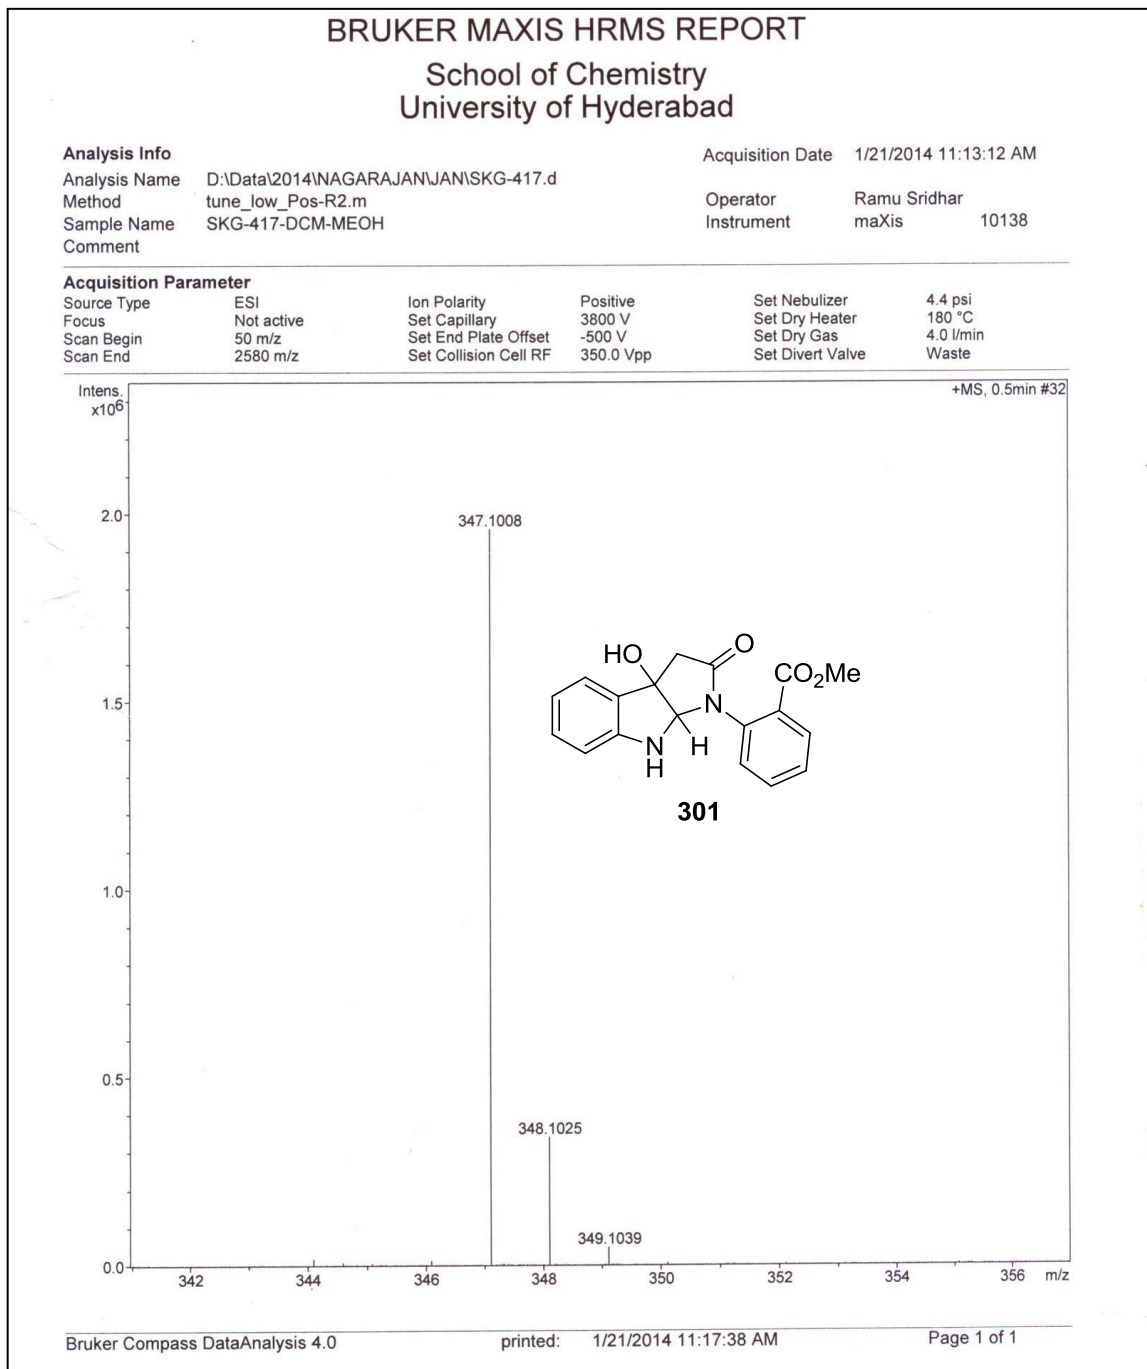 BRUKER MAXIS HRMS REPORT
School of Chemistry
University of Hyderabad
Analysis Info
Acquisition Date 1/21/2014 11:13:12 AM
Analysis Name D:\Data\2014\NAGARAJAN\JAN\SKG-417.d
Method tune_low_Pos-R2.m Operator Ramu Sridhar
Sample Name SKG-417-DCM-MEOH Instrument maXis 10138
Comment
Acquisition Parameter
Source Type ESI Ion Polarity Positive Set Nebulizer 4.4 psi
Focus Not active Set Capillary 3800 V Set Dry Heater 180 °C
Scan Begin 50 m/z Set End Plate Offset -500 V Set Dry Gas 4.0 l/min
Scan End 2580 m/z Set Collision Cell RF 350.0 Vpp Set Divert Valve Waste
Intens.
x10⁶
+MS, 0.5min #32
2.0
347.1008
HO
O
CO₂Me
1.5
N
N
H
H
301
1.0
0.5
348.1025
349.1039
0.0
342 344 346 348 350 352 354 356 m/z
Bruker Compass DataAnalysis 4.0 printed: 1/21/2014 11:17:38 AM Page 1 of 1